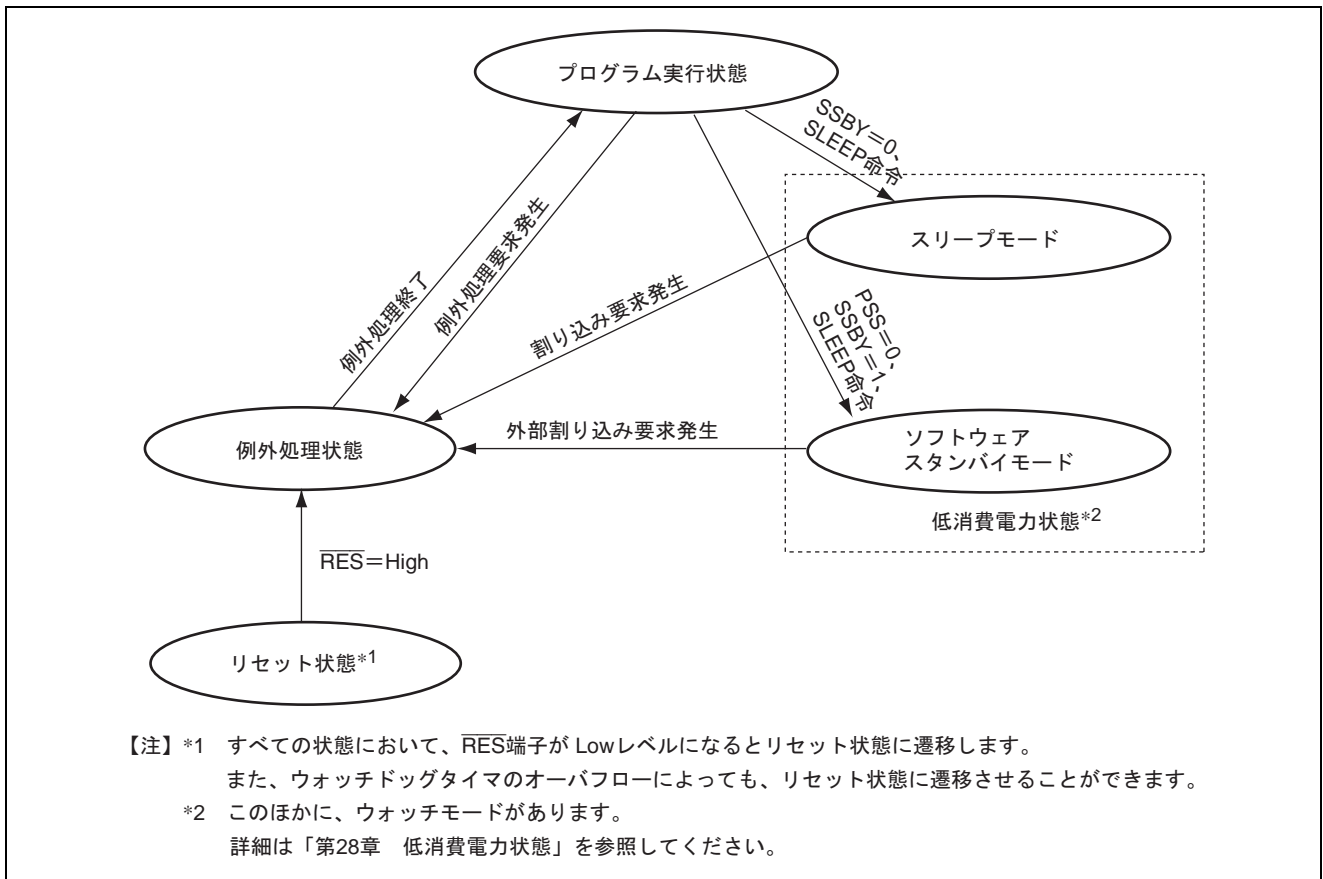 プログラム実行状態
SSBY=0、
SLEEP命令
スリープモード
例外処理終了
例外処理要求発生
割り込み要求発生
PSS=0、
SSBY=1、
SLEEP命令
例外処理状態
外部割り込み要求発生
ソフトウェア
スタンバイモード
低消費電力状態*2
RES=High
リセット状態*1
【注】*1 すべての状態において、RES端子が Lowレベルになるとリセット状態に遷移します。
また、ウォッチドッグタイマのオーバフローによっても、リセット状態に遷移させることができます。
*2 このほかに、ウォッチモードがあります。
詳細は「第28章 低消費電力状態」を参照してください。